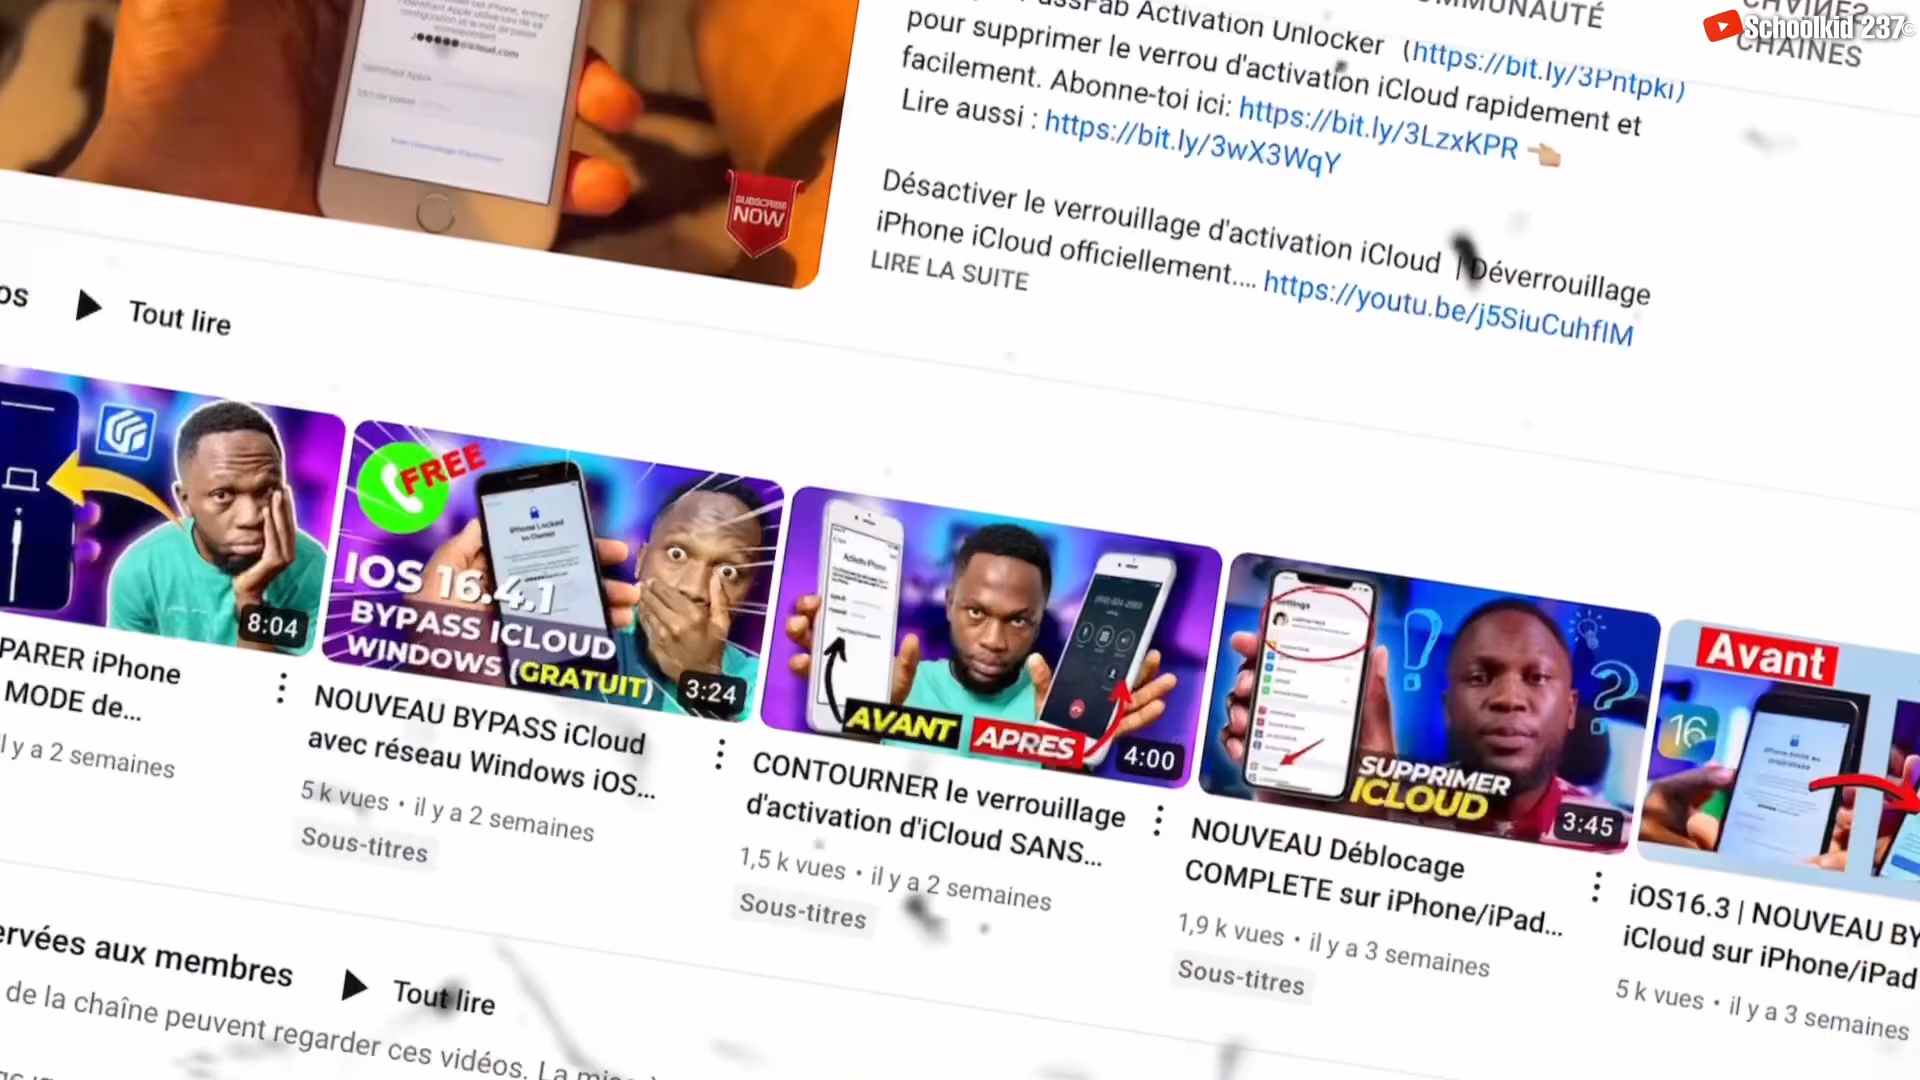 Schoolkid 237
COMMUNAUTÉ
CHAÎNES
PassFab Activation Unlocker (https://bit.ly/3Pntpki)
pour supprimer le verrou d'activation iCloud rapidement et
facilement. Abonne-toi ici: https://bit.ly/3LzxKPR 👈🏼
Lire aussi : https://bit.ly/3wX3WqY
Désactiver le verrouillage d'activation iCloud | Déverrouillage
iPhone iCloud officiellement.... https://youtu.be/j5SiuCuhfIM
LIRE LA SUITE
SUBSCRIBE
NOW
os
Tout lire
8:04
PARER iPhone
MODE de...
il y a 2 semaines
FREE
iPhone Locked
to Owner
IOS 16.4.1
BYPASS ICLOUD
WINDOWS (GRATUIT)
3:24
NOUVEAU BYPASS iCloud
avec réseau Windows iOS...
5 k vues • il y a 2 semaines
Sous-titres
AVANT
APRES
4:00
CONTOURNER le verrouillage
d'activation d'iCloud SANS...
1,5 k vues • il y a 2 semaines
Sous-titres
Settings
SUPPRIMER
ICLOUD
3:45
NOUVEAU Déblocage
COMPLETE sur iPhone/iPad...
1,9 k vues • il y a 3 semaines
Sous-titres
Avant
16
iOS16.3 | NOUVEAU BY
iCloud sur iPhone/iPad
5 k vues • il y a 3 semaines
ervées aux membres
Tout lire
de la chaîne peuvent regarder ces vidéos. La